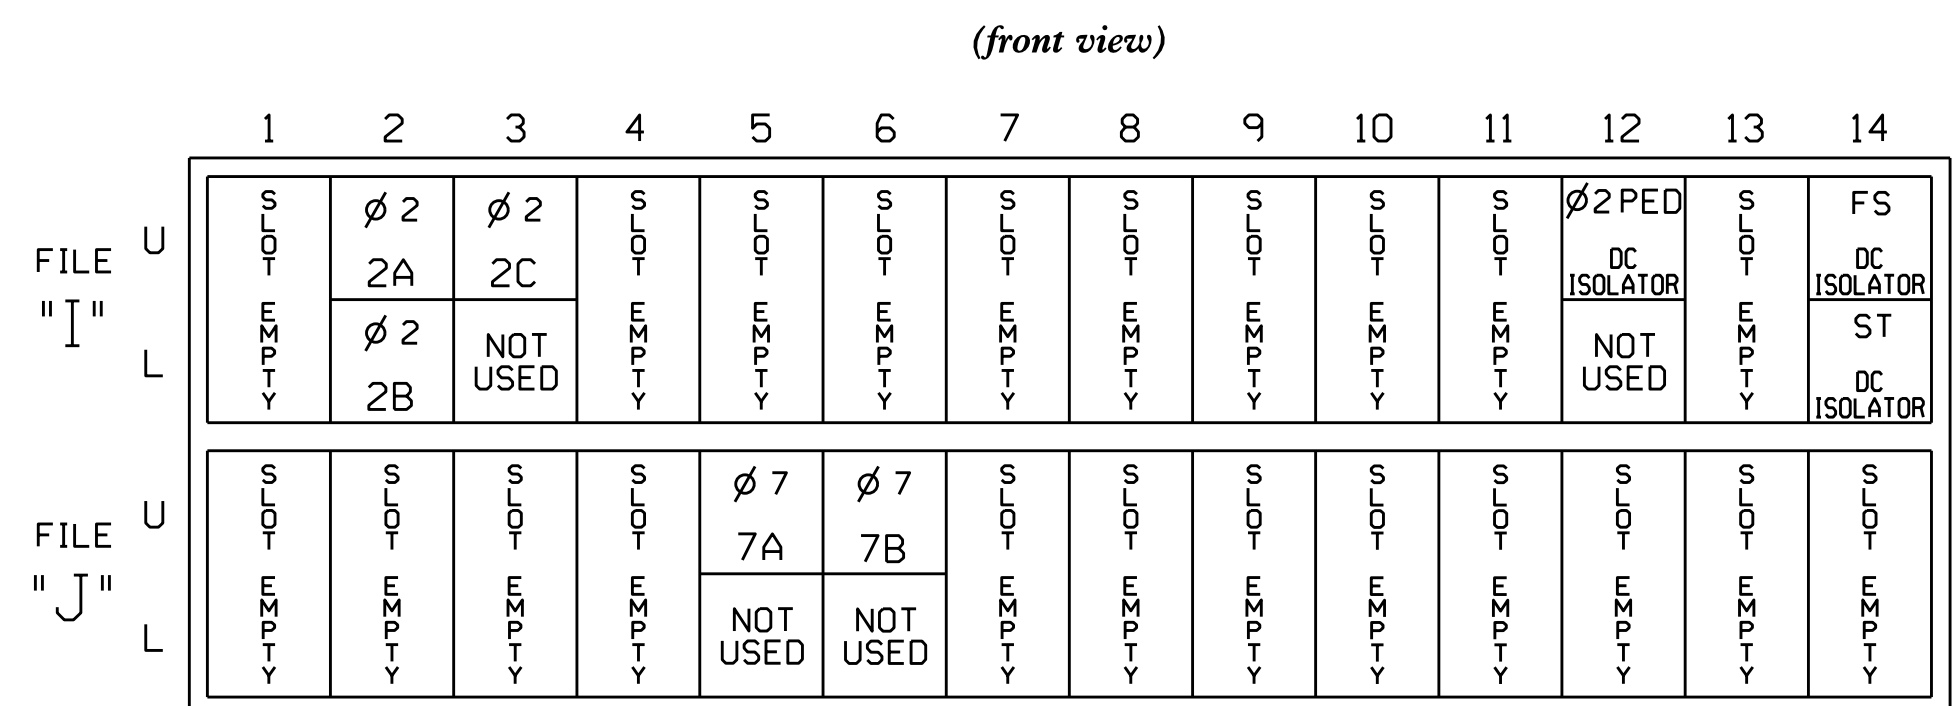 (front view)
1 2 3 4 5 6 7 8 9 10 11 12 13 14
FILE
"I"
U
L
SLOT EMPTY
Ø 2
2A
Ø 2
2B
Ø 2
2C
NOT
USED
SLOT EMPTY
SLOT EMPTY
SLOT EMPTY
SLOT EMPTY
SLOT EMPTY
SLOT EMPTY
SLOT EMPTY
SLOT EMPTY
Ø2 PED
DC
ISOLATOR
NOT
USED
SLOT EMPTY
FS
DC
ISOLATOR
ST
DC
ISOLATOR
FILE
"J"
U
L
SLOT EMPTY
SLOT EMPTY
SLOT EMPTY
SLOT EMPTY
Ø 7
7A
NOT
USED
Ø 7
7B
NOT
USED
SLOT EMPTY
SLOT EMPTY
SLOT EMPTY
SLOT EMPTY
SLOT EMPTY
SLOT EMPTY
SLOT EMPTY
SLOT EMPTY